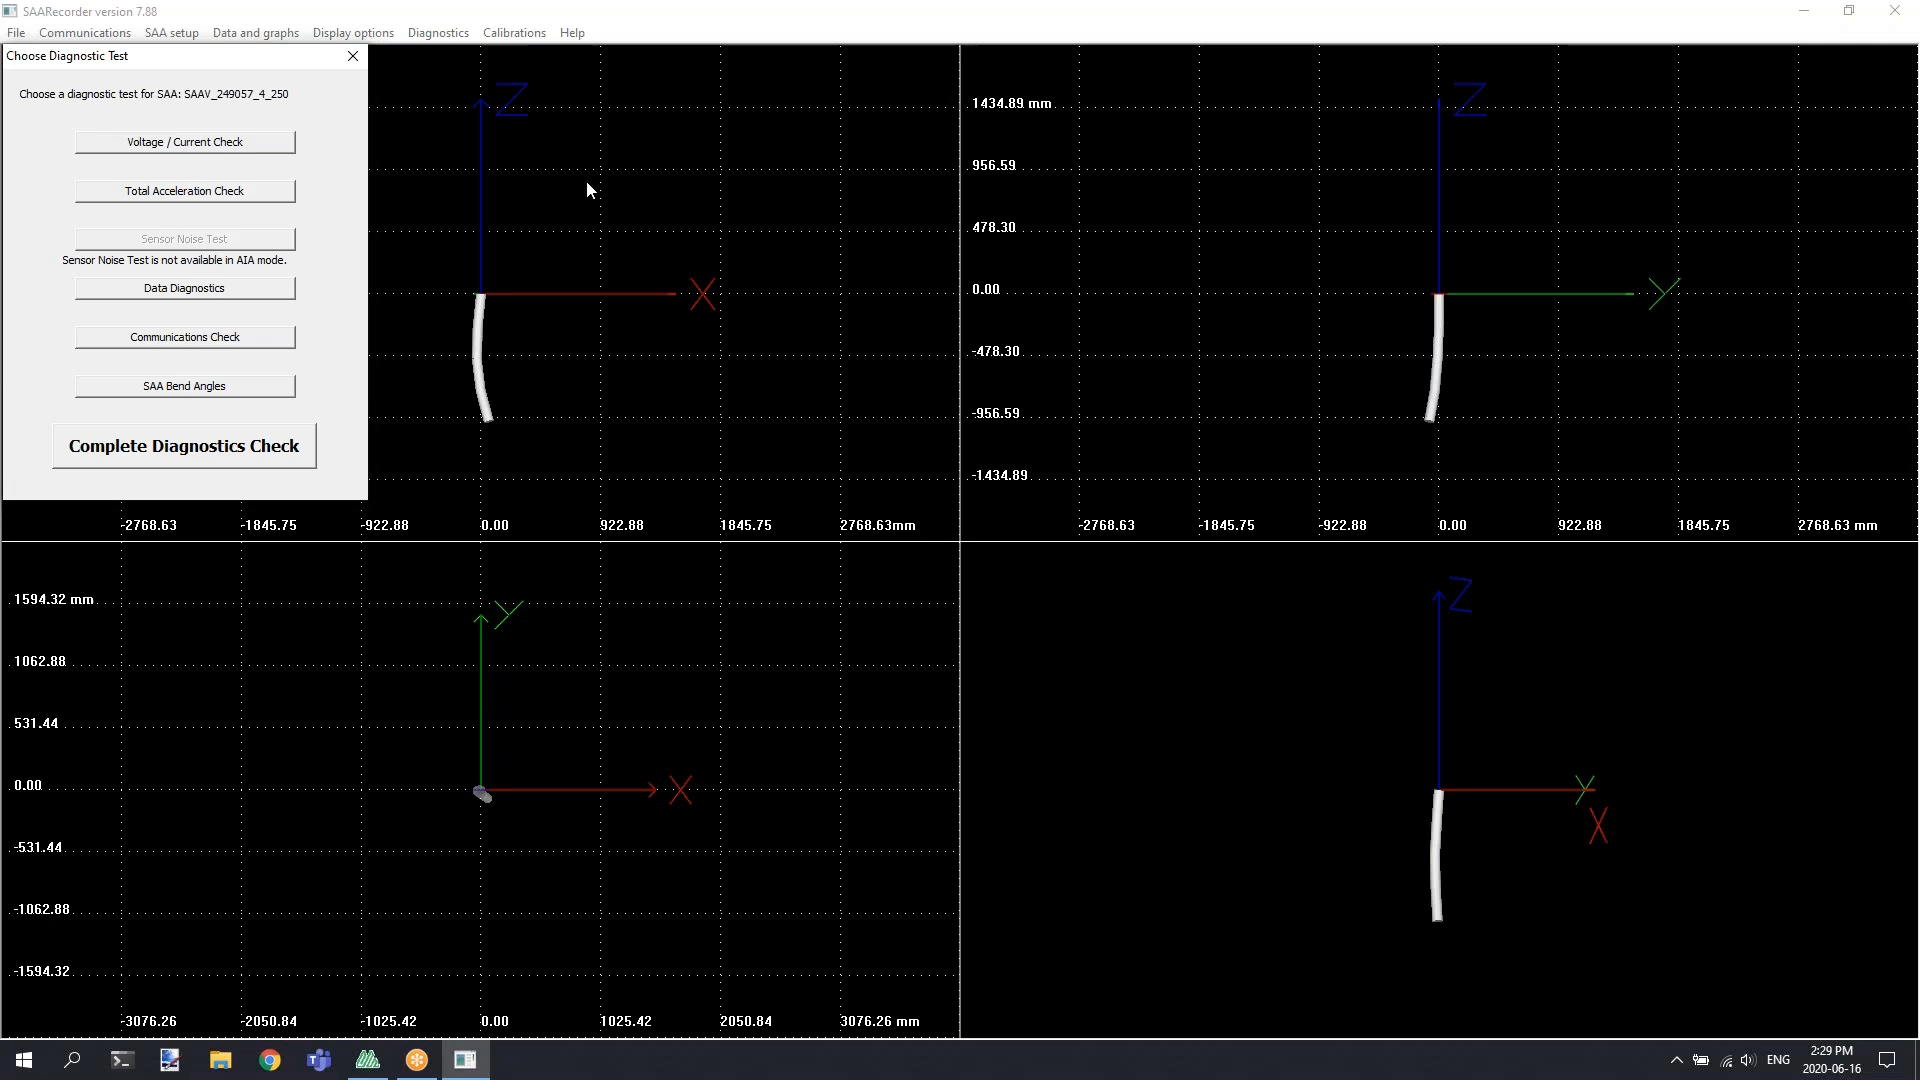 SAARecorder version 7.88
File Communications SAA setup Data and graphs Display options Diagnostics Calibrations Help
Choose Diagnostic Test
Choose a diagnostic test for SAA: SAAV_249057_4_250
Voltage / Current Check
Total Acceleration Check
Sensor Noise Test
Sensor Noise Test is not available in AIA mode.
Data Diagnostics
Communications Check
SAA Bend Angles
Complete Diagnostics Check
Z
X
-2768.63 -1845.75 -922.88 0.00 922.88 1845.75 2768.63mm
Z
1434.89 mm
956.59
478.30
0.00
Y
-478.30
-956.59
-1434.89
-2768.63 -1845.75 -922.88 0.00 922.88 1845.75 2768.63 mm
1594.32 mm
Y
1062.88
531.44
0.00
X
-531.44
-1062.88
-1594.32
-3076.26 -2050.84 -1025.42 0.00 1025.42 2050.84 3076.26 mm
Z
Y
X
ENG
2:29 PM
2020-06-16